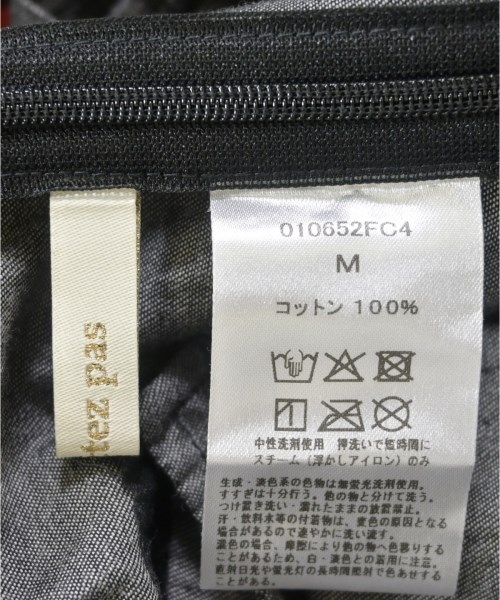 tez pas
010652FC4
M
コットン 100%
中性洗剤使用 押洗いで短時間に
スチーム（浮かしアイロン）のみ
生成・淡色系の色物は無蛍光洗剤使用。
すすぎは十分行う。他の物と分けて洗う。
つけ置き洗い・濡れたままの放置禁止。
汗・飲料水等の付着物は、変色の原因となる
場合があるので速やかに洗い流す。
濃色の場合、摩擦により他の物へ色移りする
ことがあるため、白・淡色との着用に注意。
直射日光や蛍光灯の長時間照射で色あせする
ことがある。